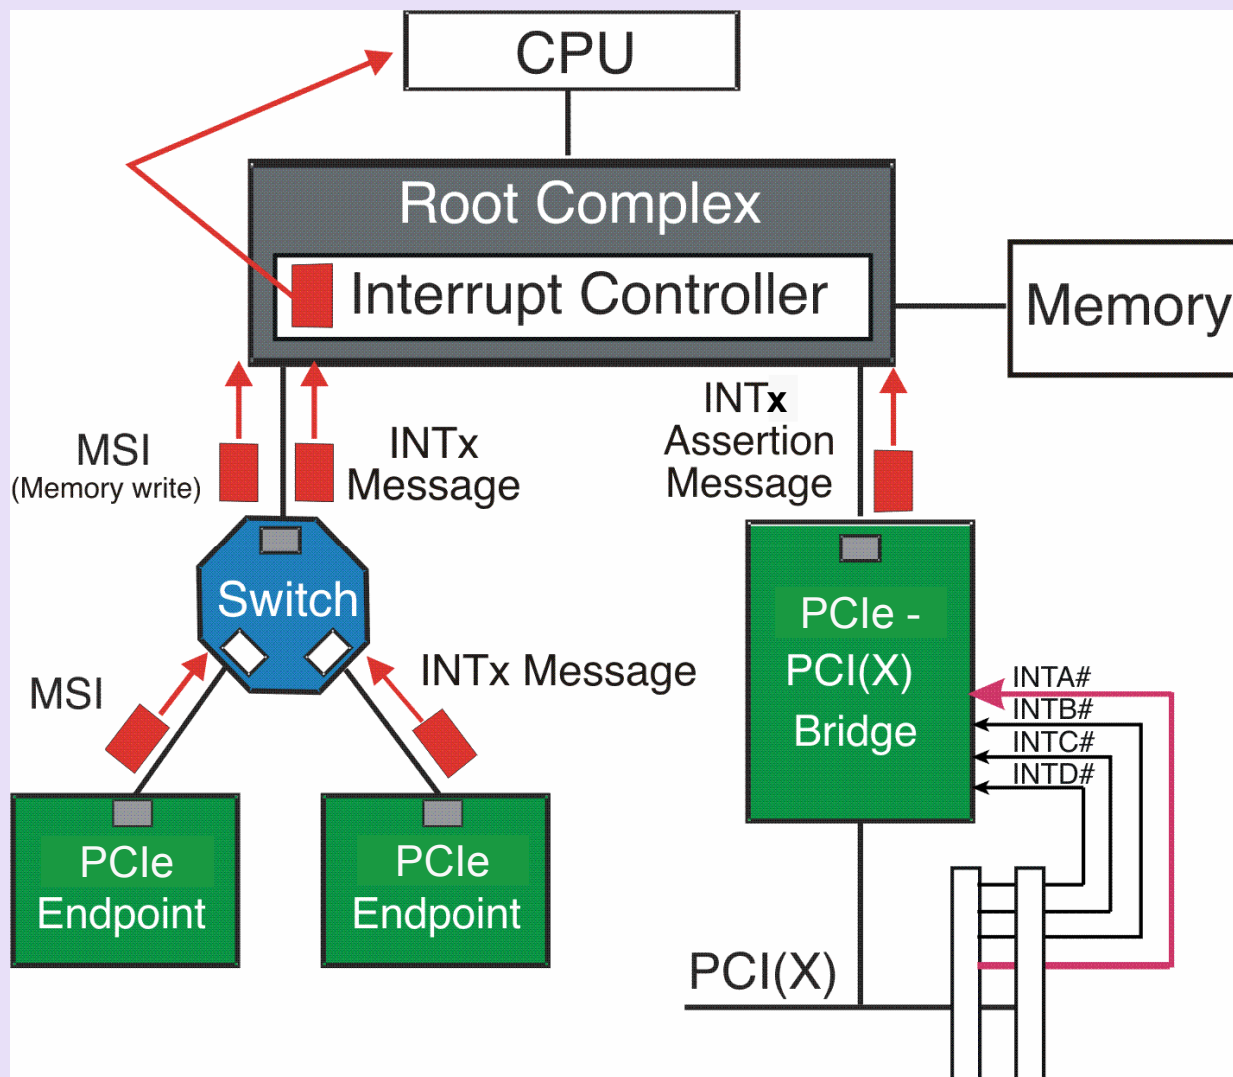 CPU
Root Complex
Interrupt Controller
Memory
MSI
(Memory write)
INTx
Message
INTx
Assertion
Message
Switch
MSI
INTx Message
PCIe -
PCI(X)
Bridge
INTA#
INTB#
INTC#
INTD#
PCIe
Endpoint
PCIe
Endpoint
PCI(X)